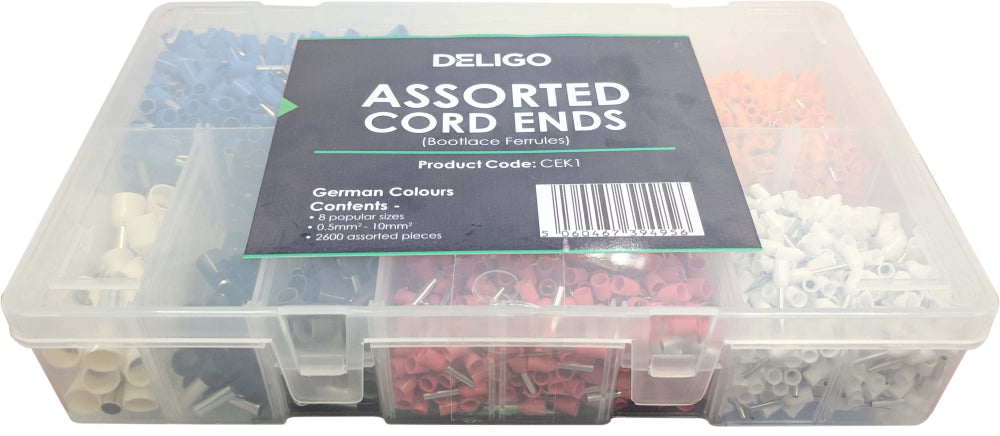 DELIGO
ASSORTED
CORD ENDS
(Bootlace Ferrules)
Product Code: CEK1
German Colours
Contents -
• 8 popular sizes
• 0.5mm² - 10mm²
• 2600 assorted pieces
5 060467 394956